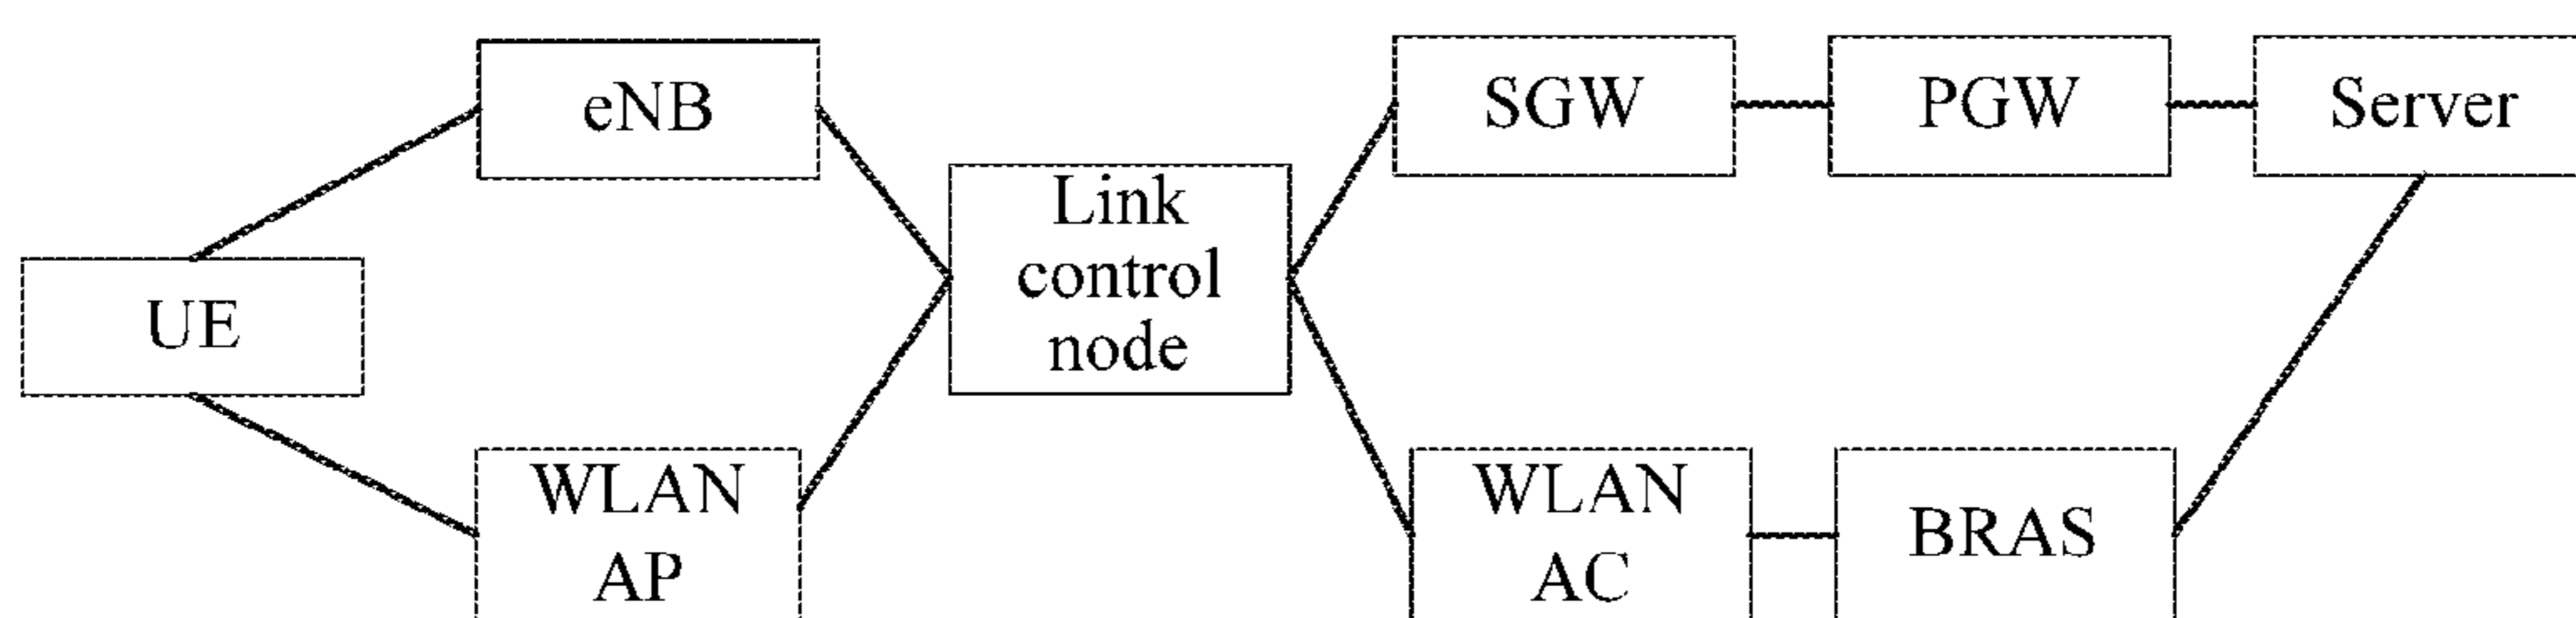 eNB
SGW
PGW
Server
Link
control
node
UE
WLAN
AP
WLAN
AC
BRAS